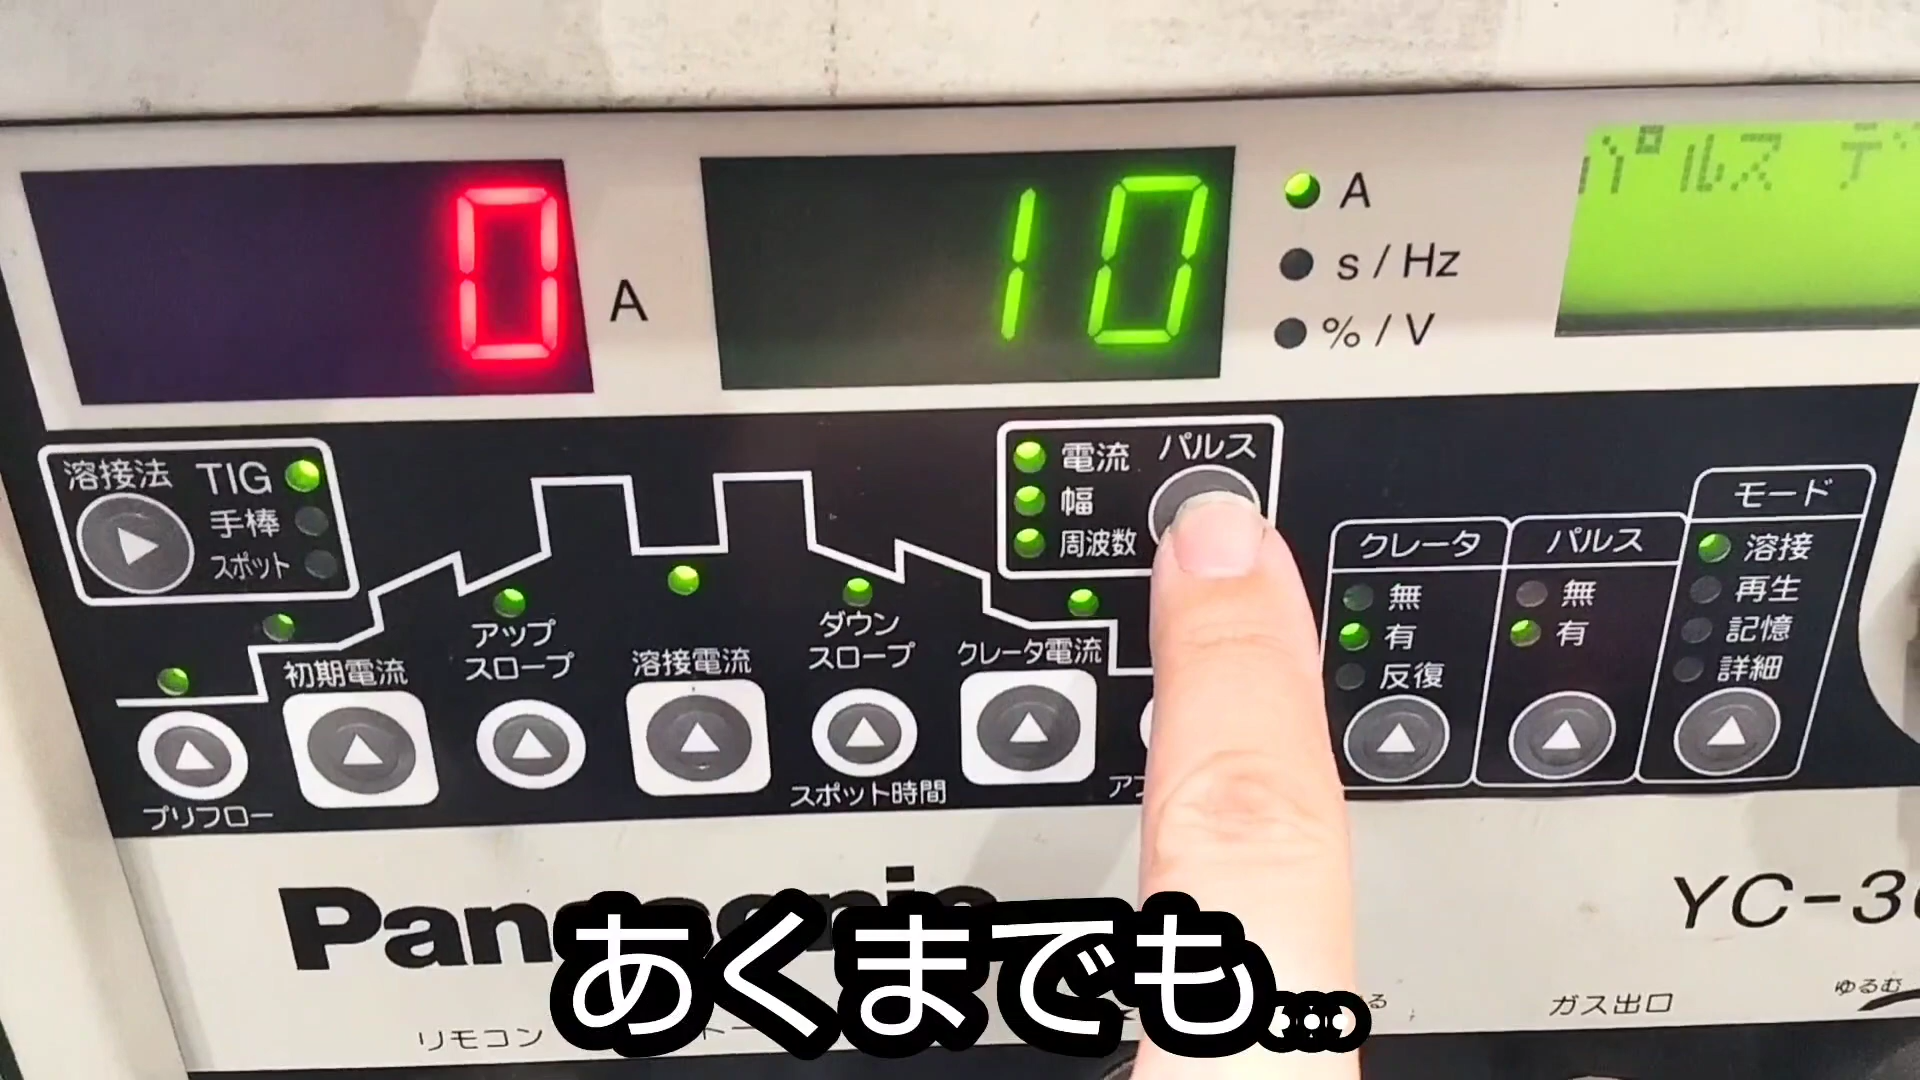 0 A
10
A
s / Hz
% / V
パルス
溶接法
TIG
手棒
スポット
電流
幅
周波数
パルス
クレータ
無
有
反復
パルス
無
有
モード
溶接
再生
記憶
詳細
初期電流
アップ
スロープ
溶接電流
ダウン
スロープ
クレータ電流
プリフロー
スポット時間
Panasonic
YC-3
あくまでも...
リモコン
ガス出口
ゆるむ